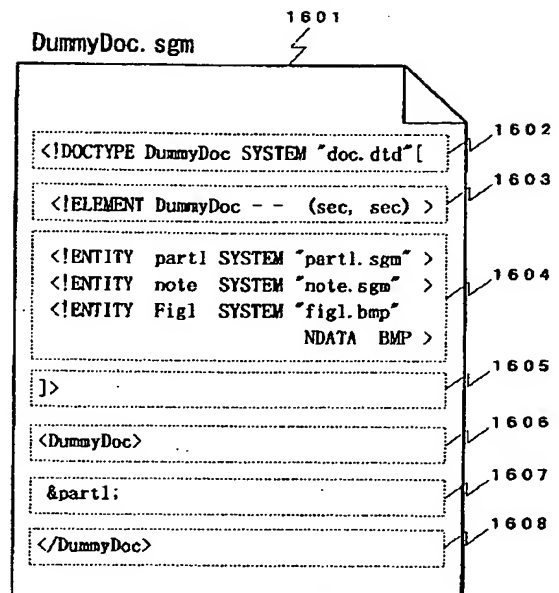 1601
DummyDoc.sgm
<!DOCTYPE DummyDoc SYSTEM "doc.dtd"[
1602
<!ELEMENT DummyDoc - - (sec, sec) >
1603
<!ENTITY part1 SYSTEM "part1.sgm" >
<!ENTITY note SYSTEM "note.sgm" >
<!ENTITY Fig1 SYSTEM "fig1.bmp"
NDATA BMP >
1604
]>
1605
<DummyDoc>
1606
&part1;
1607
</DummyDoc>
1608